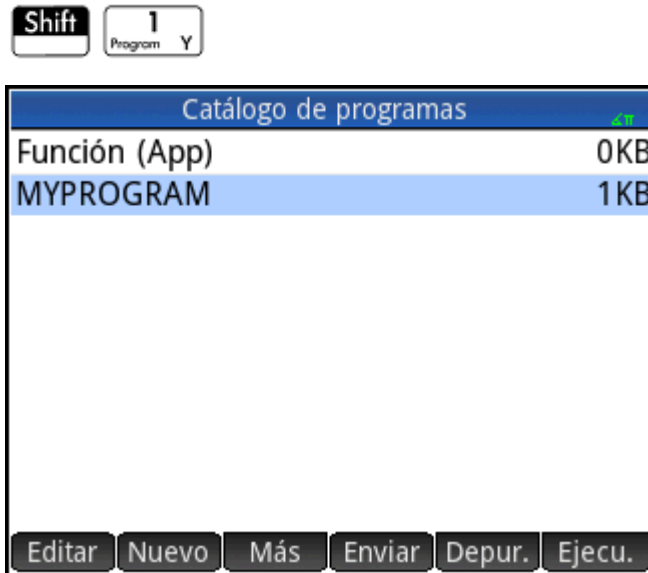 Shift
1
Program Y
Catálogo de programas
∠π
Función (App) 0KB
MYPROGRAM 1KB
Editar Nuevo Más Enviar Depur. Ejecu.